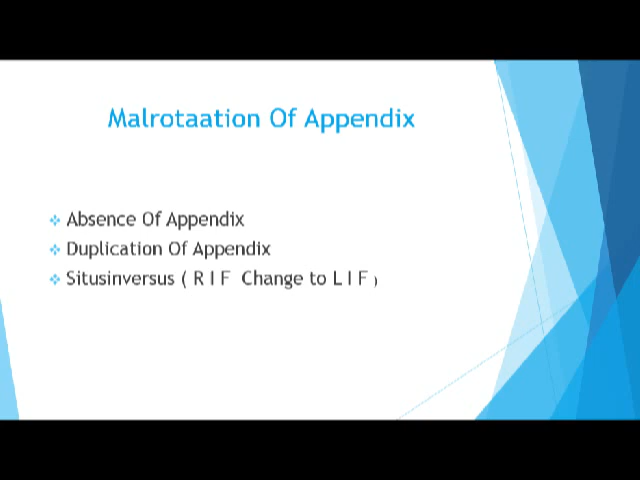 Malrotaation Of Appendix
Absence Of Appendix
Duplication Of Appendix
Situsinversus ( R I F Change to L I F )